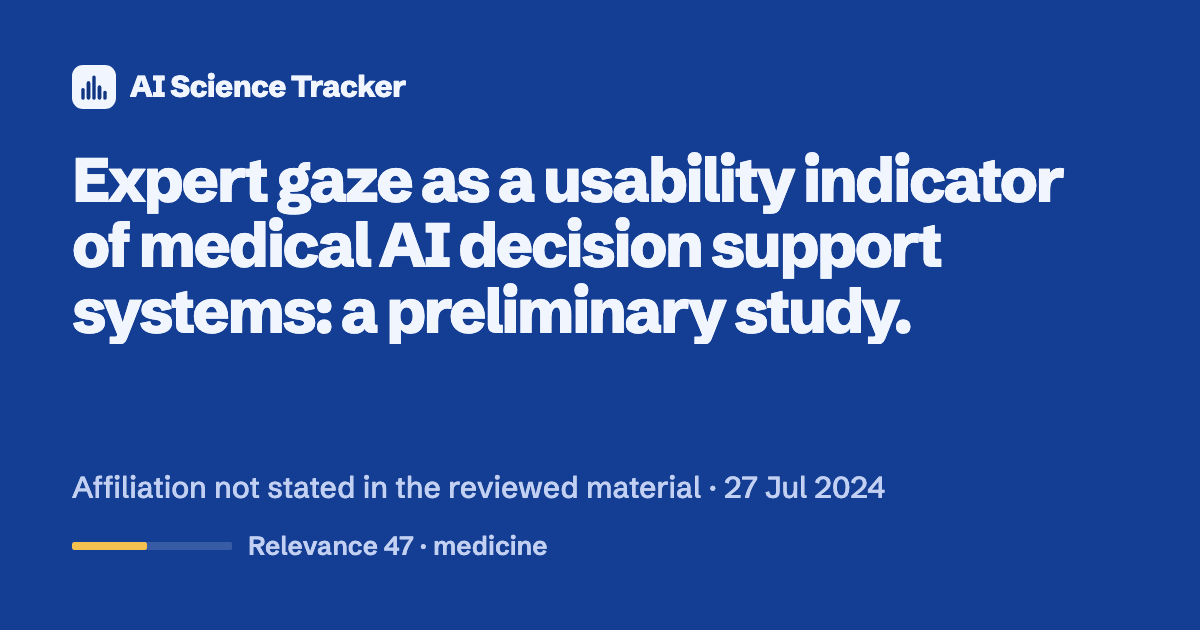 AI Science Tracker
Expert gaze as a usability indicator
of medical AI decision support
systems: a preliminary study.
Affiliation not stated in the reviewed material · 27 Jul 2024
Relevance 47 · medicine